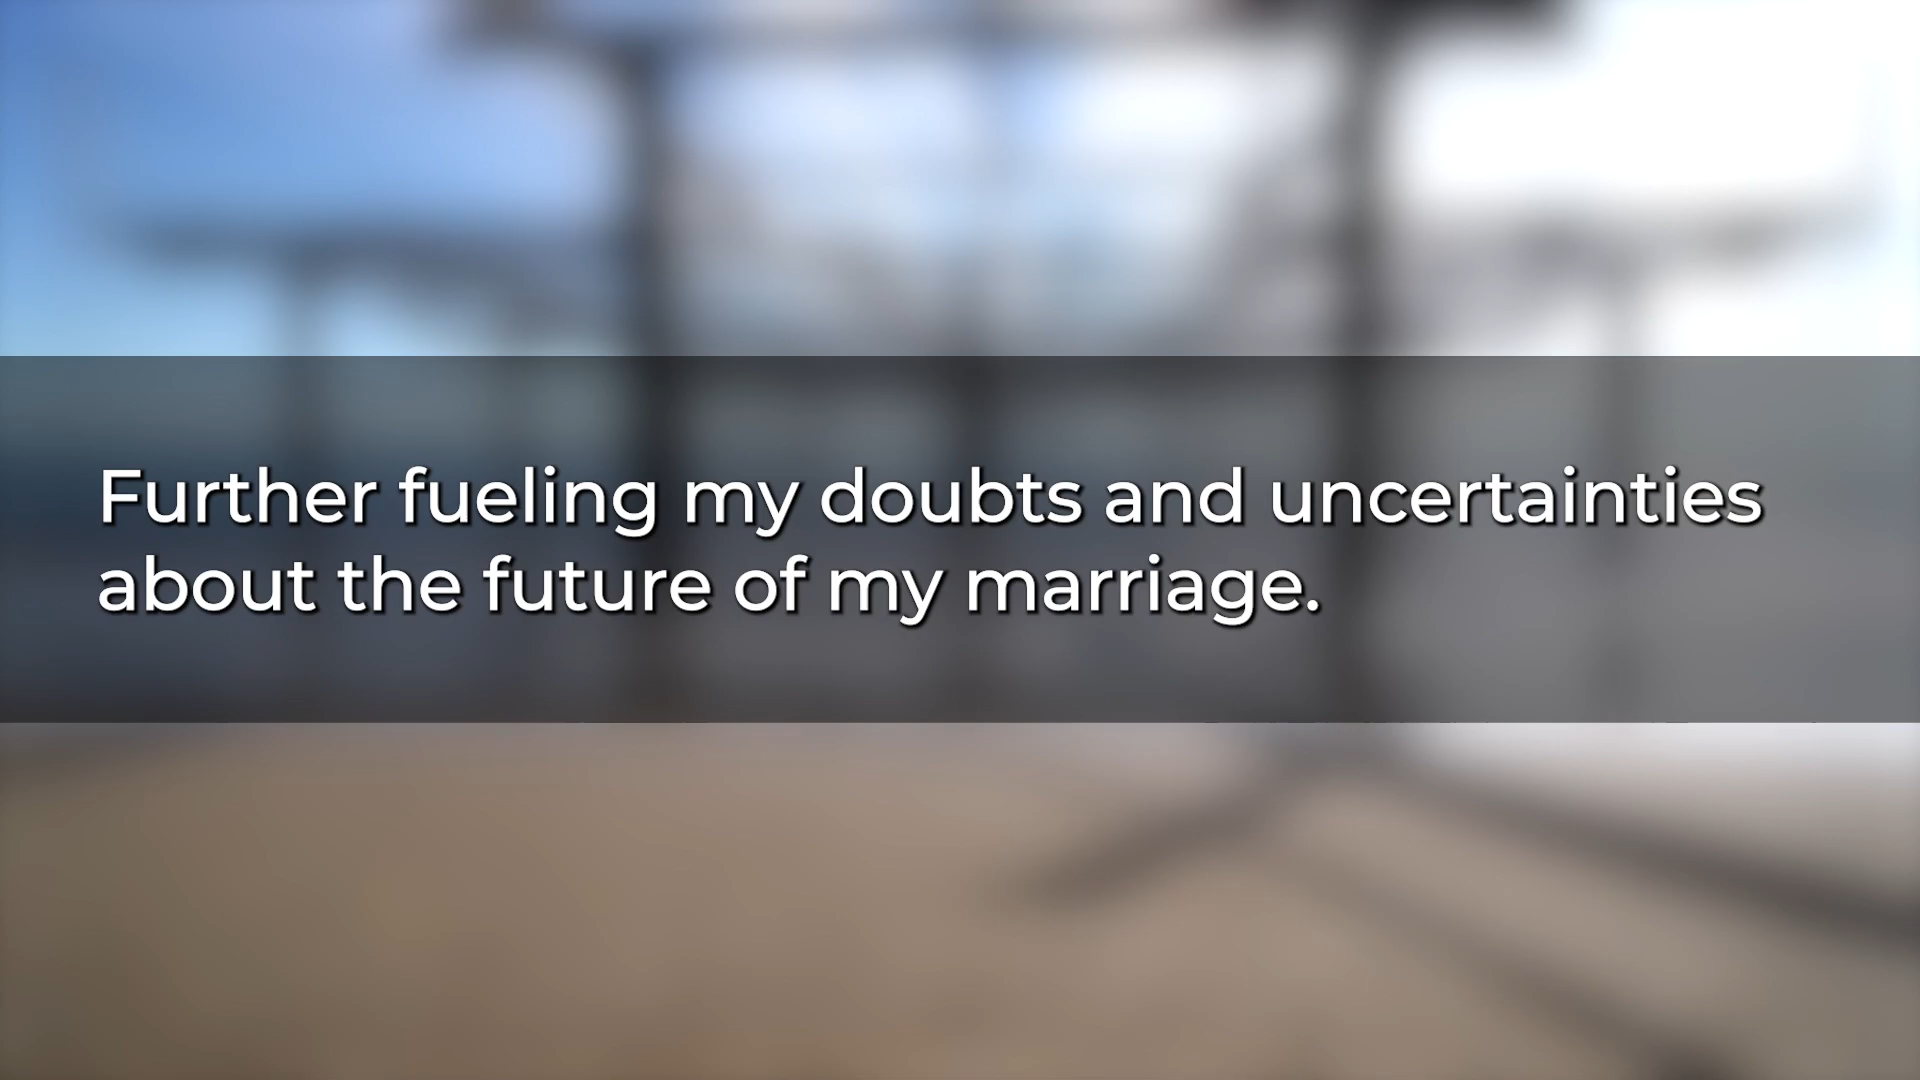 Further fueling my doubts and uncertainties
about the future of my marriage.